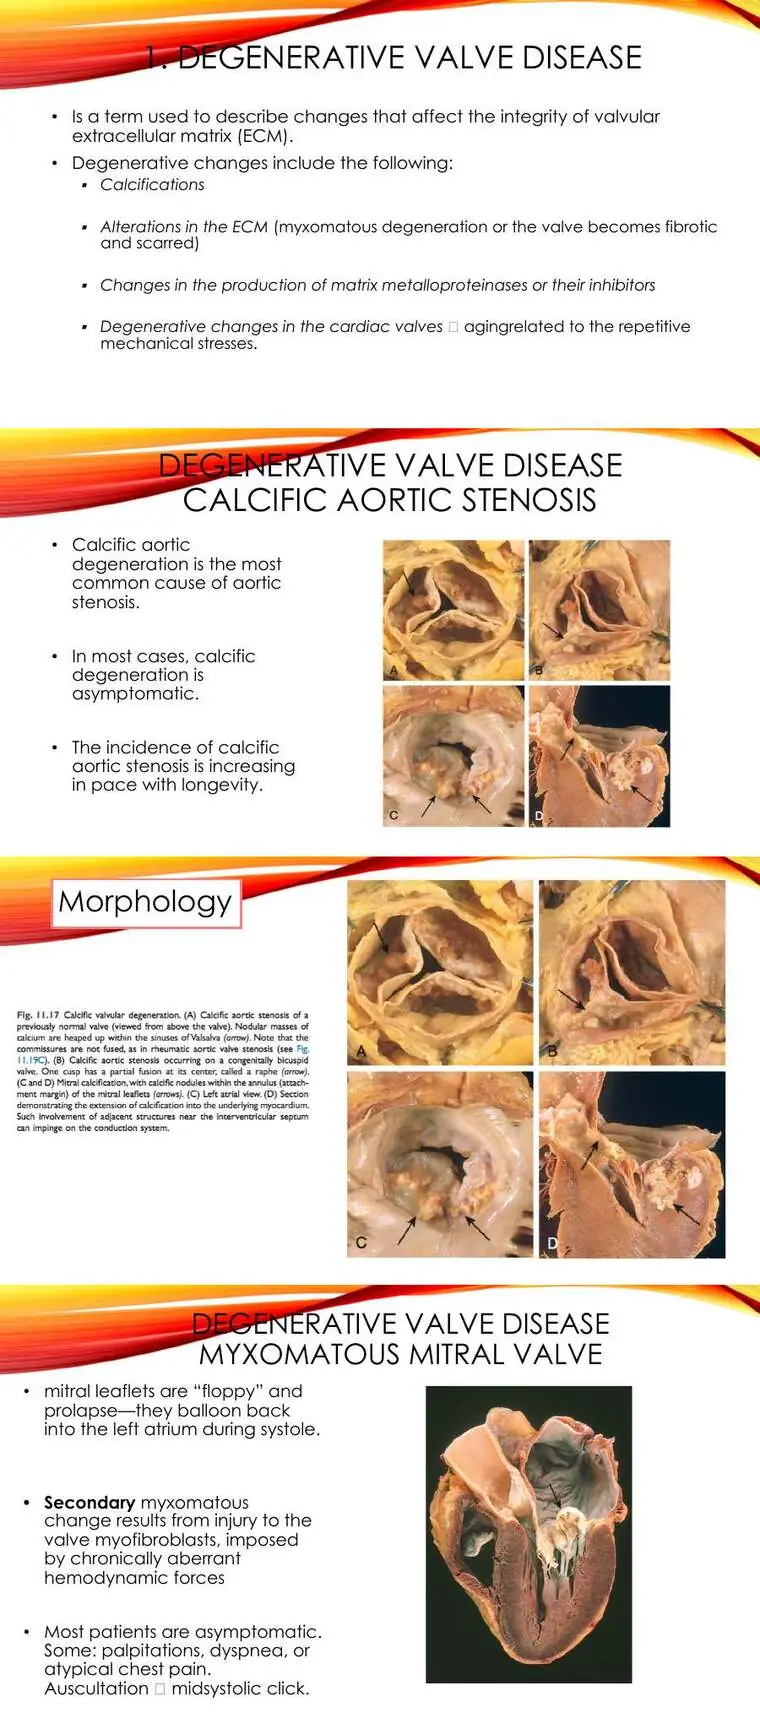 1. DEGENERATIVE VALVE DISEASE
• Is a term used to describe changes that affect the integrity of valvular
extracellular matrix (ECM).
• Degenerative changes include the following:
▪ Calcifications
▪ Alterations in the ECM (myxomatous degeneration or the valve becomes fibrotic
and scarred)
▪ Changes in the production of matrix metalloproteinases or their inhibitors
▪ Degenerative changes in the cardiac valves □ agingrelated to the repetitive
mechanical stresses.
DEGENERATIVE VALVE DISEASE
CALCIFIC AORTIC STENOSIS
• Calcific aortic
degeneration is the most
common cause of aortic
stenosis.
• In most cases, calcific
degeneration is
asymptomatic.
• The incidence of calcific
aortic stenosis is increasing
in pace with longevity.
A
B
C
D
Morphology
Fig. 11.17 Calcific valvular degeneration. (A) Calcific aortic stenosis of a
previously normal valve (viewed from above the valve). Nodular masses of
calcium are heaped up within the sinuses of Valsalva (arrow). Note that the
commissures are not fused, as in rheumatic aortic valve stenosis (see Fig.
11.19C). (B) Calcific aortic stenosis occurring on a congenitally bicuspid
valve. One cusp has a partial fusion at its center, called a raphe (arrow).
(C and D) Mitral calcification, with calcific nodules within the annulus (attach-
ment margin) of the mitral leaflets (arrows). (C) Left atrial view. (D) Section
demonstrating the extension of calcification into the underlying myocardium.
Such involvement of adjacent structures near the interventricular septum
can impinge on the conduction system.
A
B
C
D
DEGENERATIVE VALVE DISEASE
MYXOMATOUS MITRAL VALVE
• mitral leaflets are “floppy” and
prolapse—they balloon back
into the left atrium during systole.
• Secondary myxomatous
change results from injury to the
valve myofibroblasts, imposed
by chronically aberrant
hemodynamic forces
• Most patients are asymptomatic.
Some: palpitations, dyspnea, or
atypical chest pain.
Auscultation □ midsystolic click.